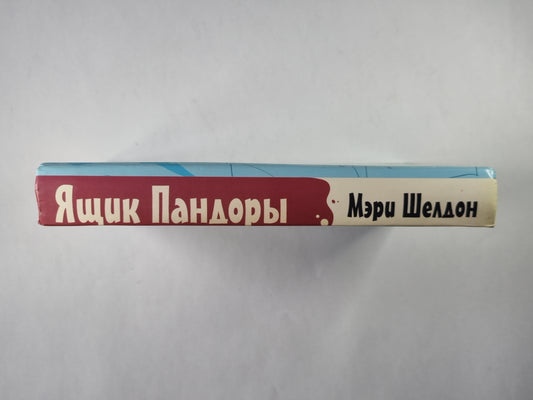 Ящик Пандоры
Мэри Шелдон